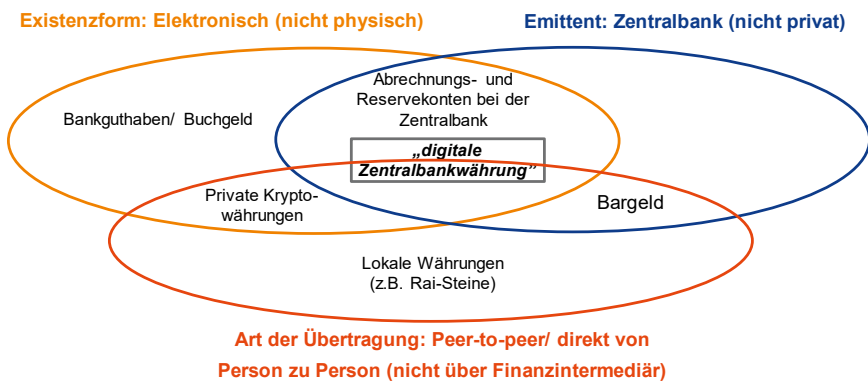 Existenzform: Elektronisch (nicht physisch)
Emittent: Zentralbank (nicht privat)
Abrechnungs- und
Reservekonten bei der
Zentralbank
Bankguthaben/ Buchgeld
„digitale
Zentralbankwährung”
Private Krypto-
währungen
Bargeld
Lokale Währungen
(z.B. Rai-Steine)
Art der Übertragung: Peer-to-peer/ direkt von
Person zu Person (nicht über Finanzintermediär)